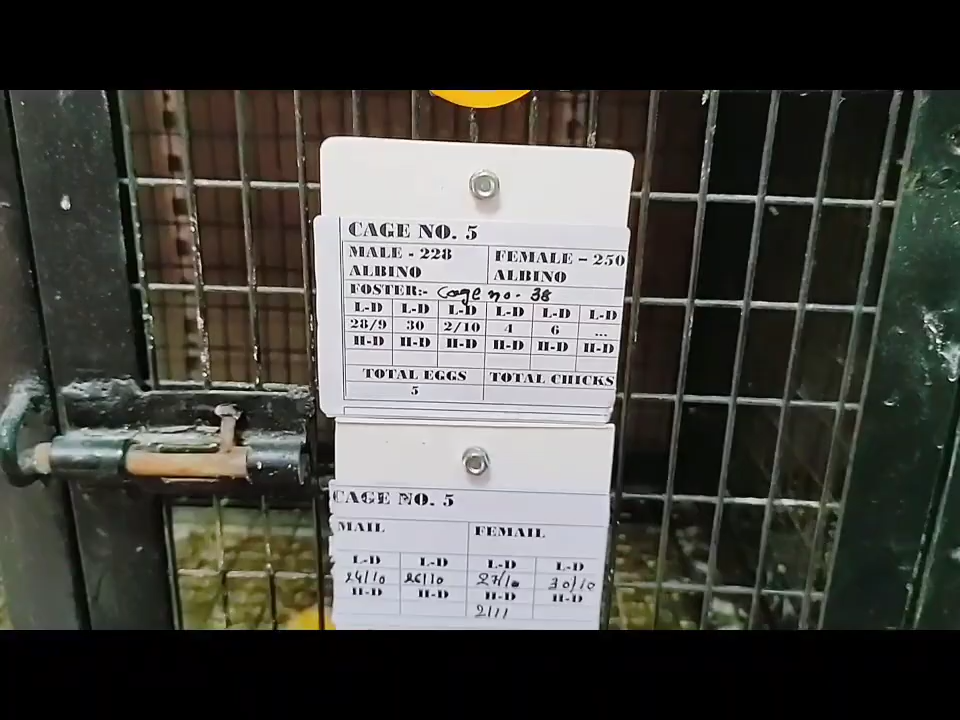 CAGE NO. 5
MALE - 228 FEMALE - 250
ALBINO ALBINO
FOSTER:- Cage no. 38
L-D L-D L-D L-D L-D L-D
28/9 30 2/10 4 6 ...
H-D H-D H-D H-D H-D H-D
TOTAL EGGS TOTAL CHICKS
5
CAGE NO. 5
MAIL FEMAIL
L-D L-D L-D L-D
24/10 26/10 27/10 30/10
H-D H-D H-D H-D
2/11